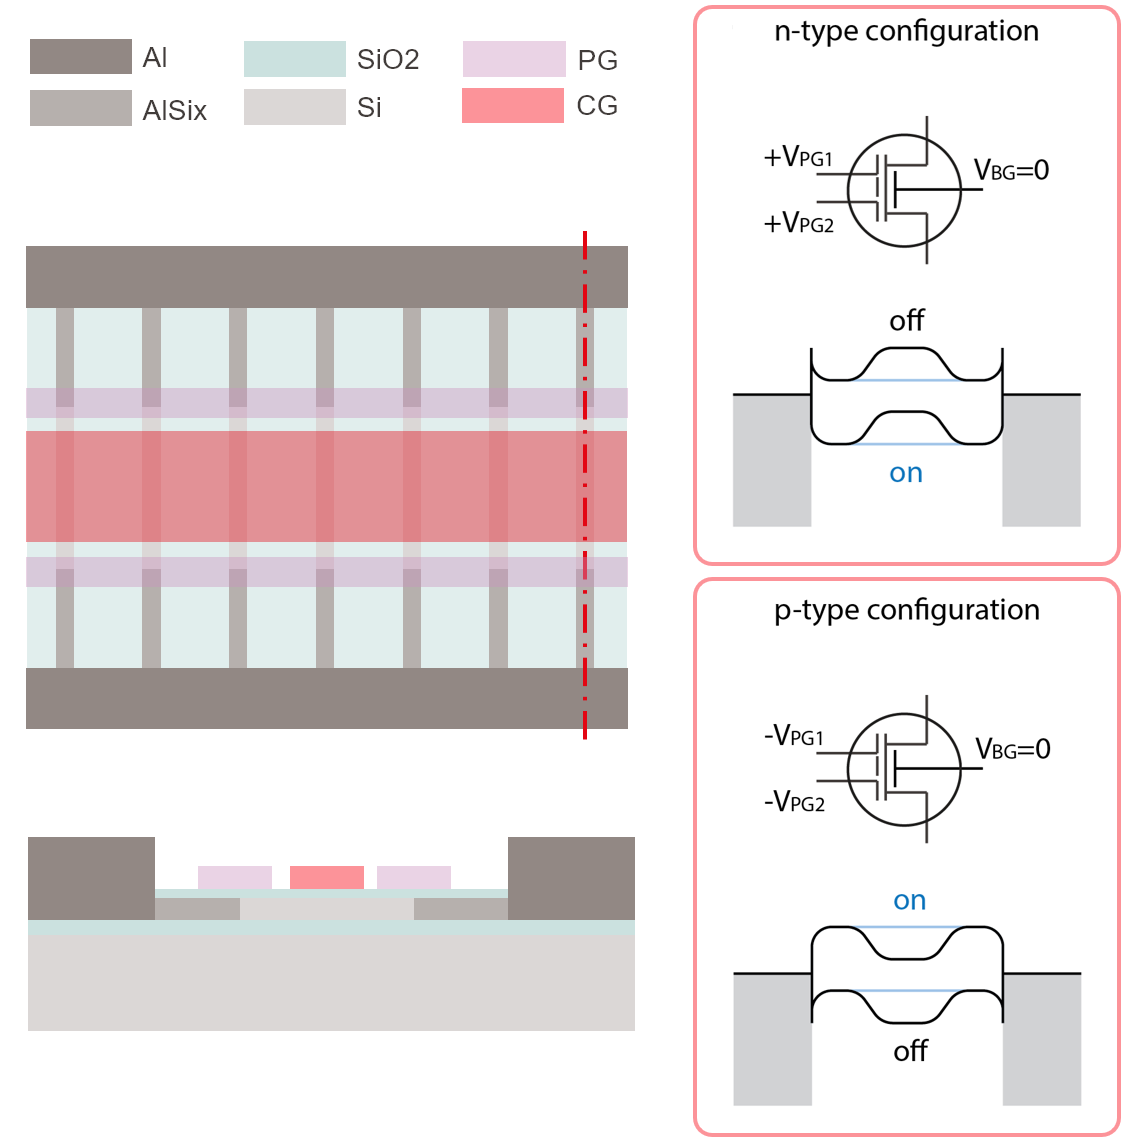 Al
SiO2
PG
AlSix
Si
CG
n-type configuration
+VPG1
VBG=0
+VPG2
off
on
p-type configuration
-VPG1
VBG=0
-VPG2
on
off